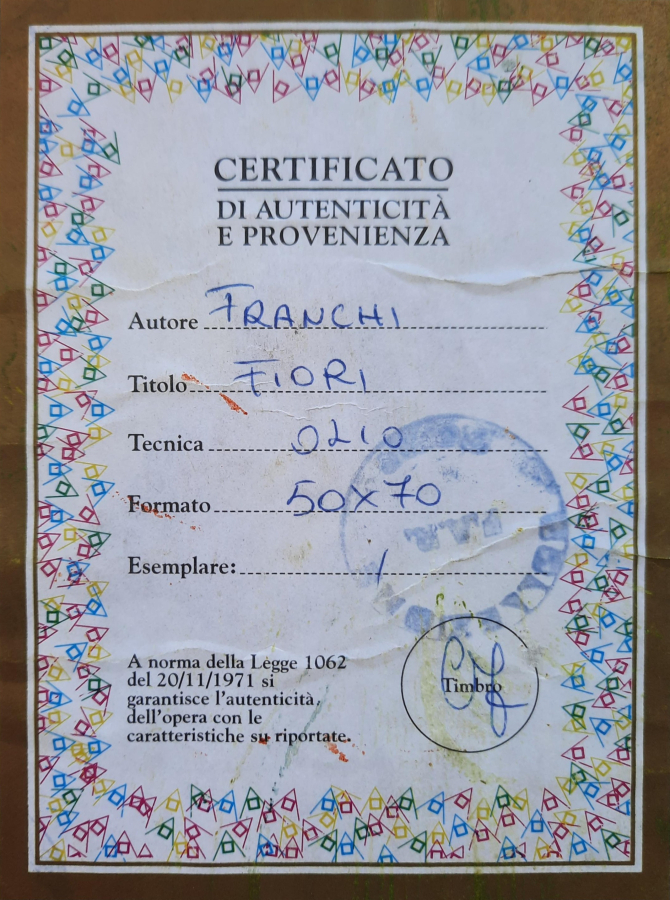 CERTIFICATO
DI AUTENTICITÀ
E PROVENIENZA
Autore FRANCHI
Titolo FIORI
Tecnica OLIO
Formato 50x70
Esemplare: /
A norma della Lègge 1062
del 20/11/1971 si
garantisce l'autenticità,
dell'opera con le
caratteristiche su riportate.
Timbro